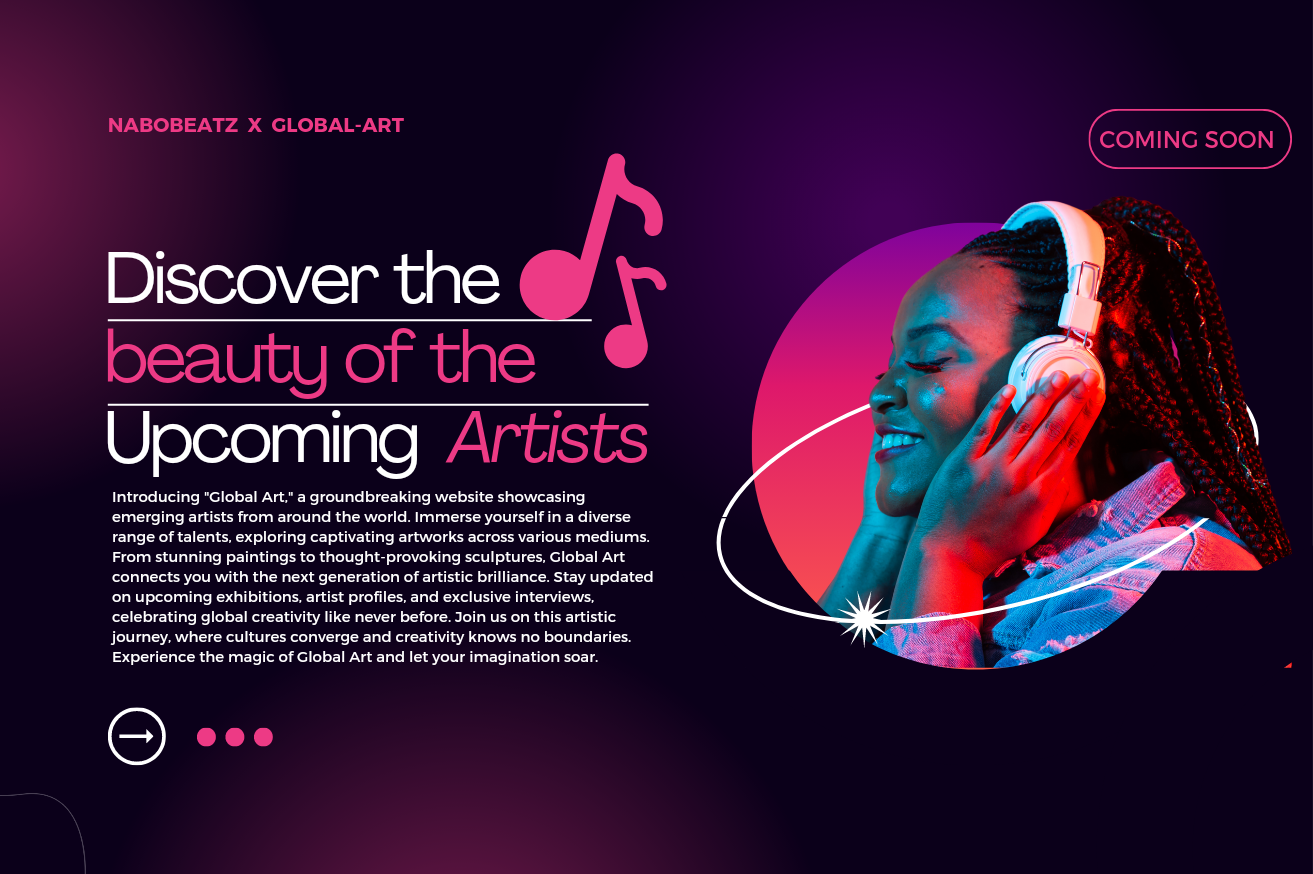 NABOBEATZ X GLOBAL-ART
COMING SOON
Discover the
beauty of the
Upcoming Artists
Introducing "Global Art," a groundbreaking website showcasing
emerging artists from around the world. Immerse yourself in a diverse
range of talents, exploring captivating artworks across various mediums.
From stunning paintings to thought-provoking sculptures, Global Art
connects you with the next generation of artistic brilliance. Stay updated
on upcoming exhibitions, artist profiles, and exclusive interviews,
celebrating global creativity like never before. Join us on this artistic
journey, where cultures converge and creativity knows no boundaries.
Experience the magic of Global Art and let your imagination soar.